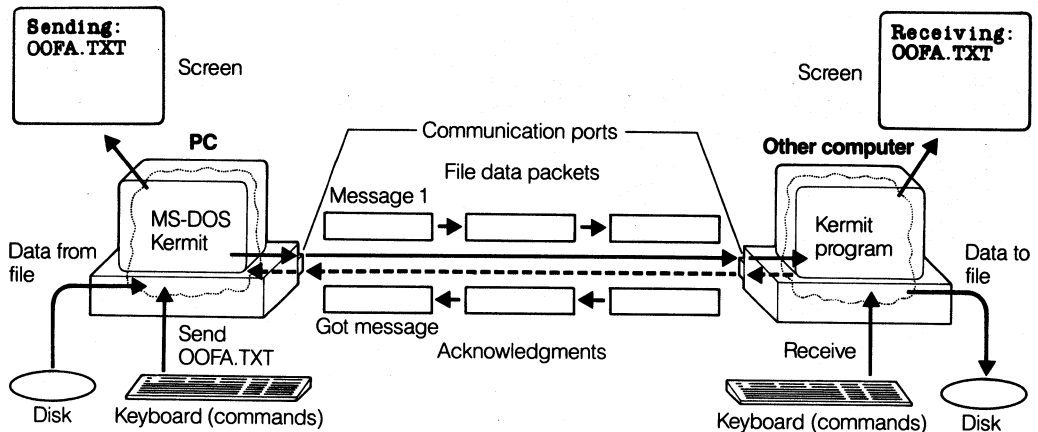 Sending:
OOFA.TXT
Screen
Receiving:
OOFA.TXT
Screen
PC
Communication ports
Other computer
File data packets
Message 1
MS-DOS
Kermit
Kermit
program
Data from
file
Data to
file
Got message
Send
OOFA.TXT
Acknowledgments
Receive
Disk
Keyboard (commands)
Keyboard (commands)
Disk